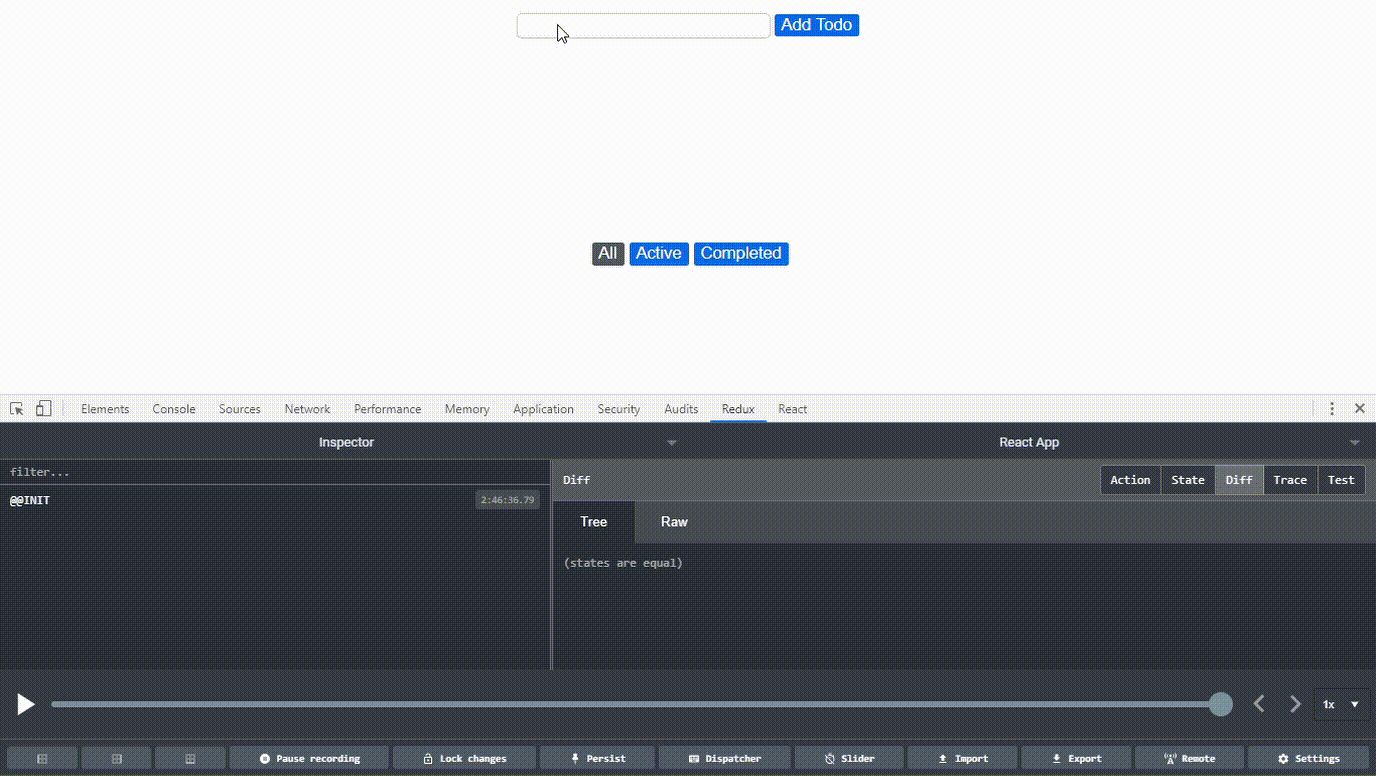 Add Todo
All Active Completed
Elements Console Sources Network Performance Memory Application Security Audits Redux React
Inspector React App
filter...
Diff Action State Diff Trace Test
@@INIT 2:46:36.79
Tree Raw
(states are equal)
1x
Pause recording Lock changes Persist Dispatcher Slider Import Export Remote Settings